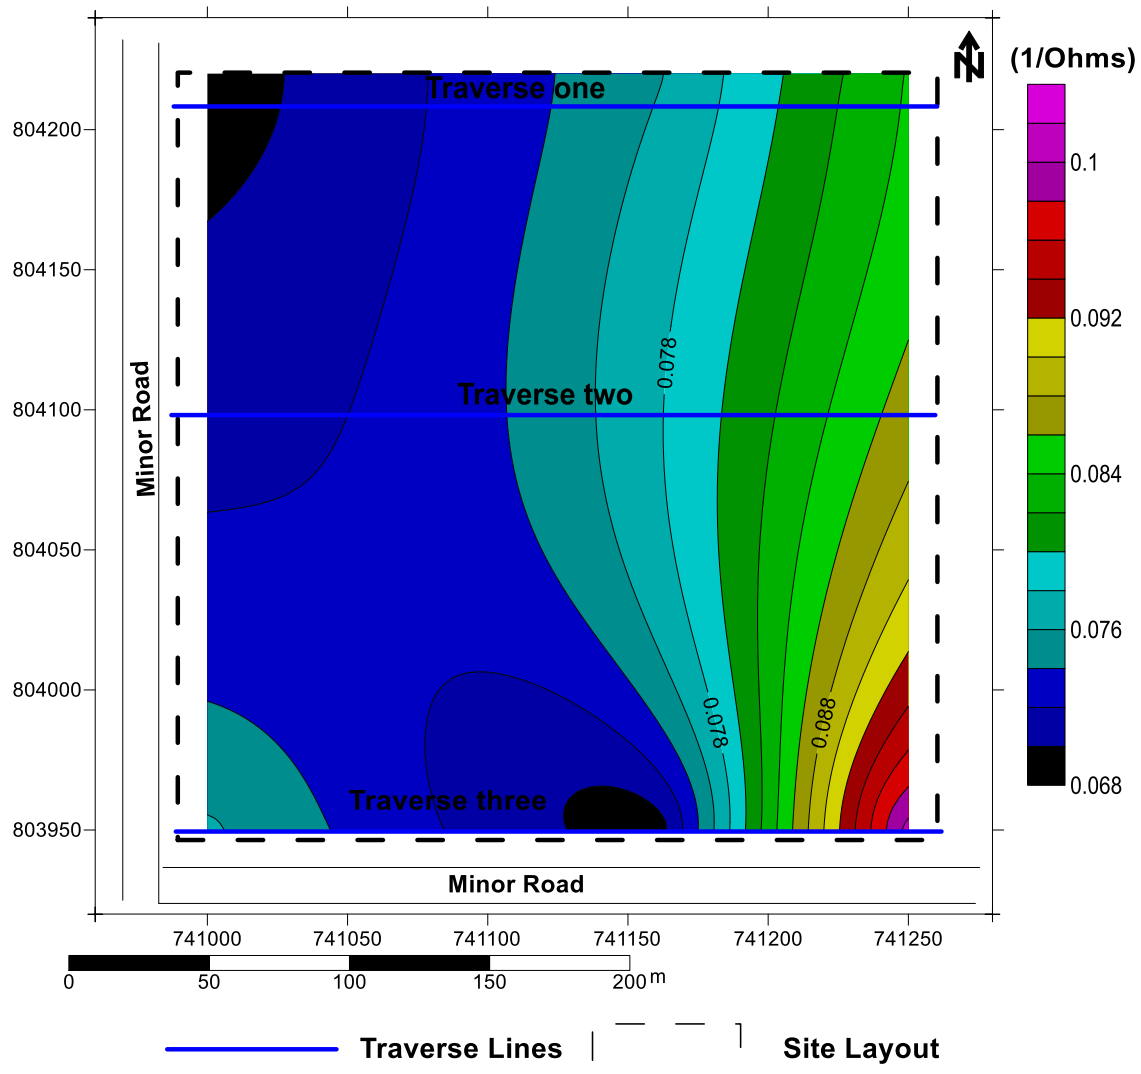 N
(1/Ohms)
Traverse one
804200
0.1
804150
0.092
0.078
Minor Road
Traverse two
804100
0.084
804050
0.076
804000
0.078
0.088
0.068
Traverse three
803950
Minor Road
741000 741050 741100 741150 741200 741250
0 50 100 150 200 m
Traverse Lines
Site Layout